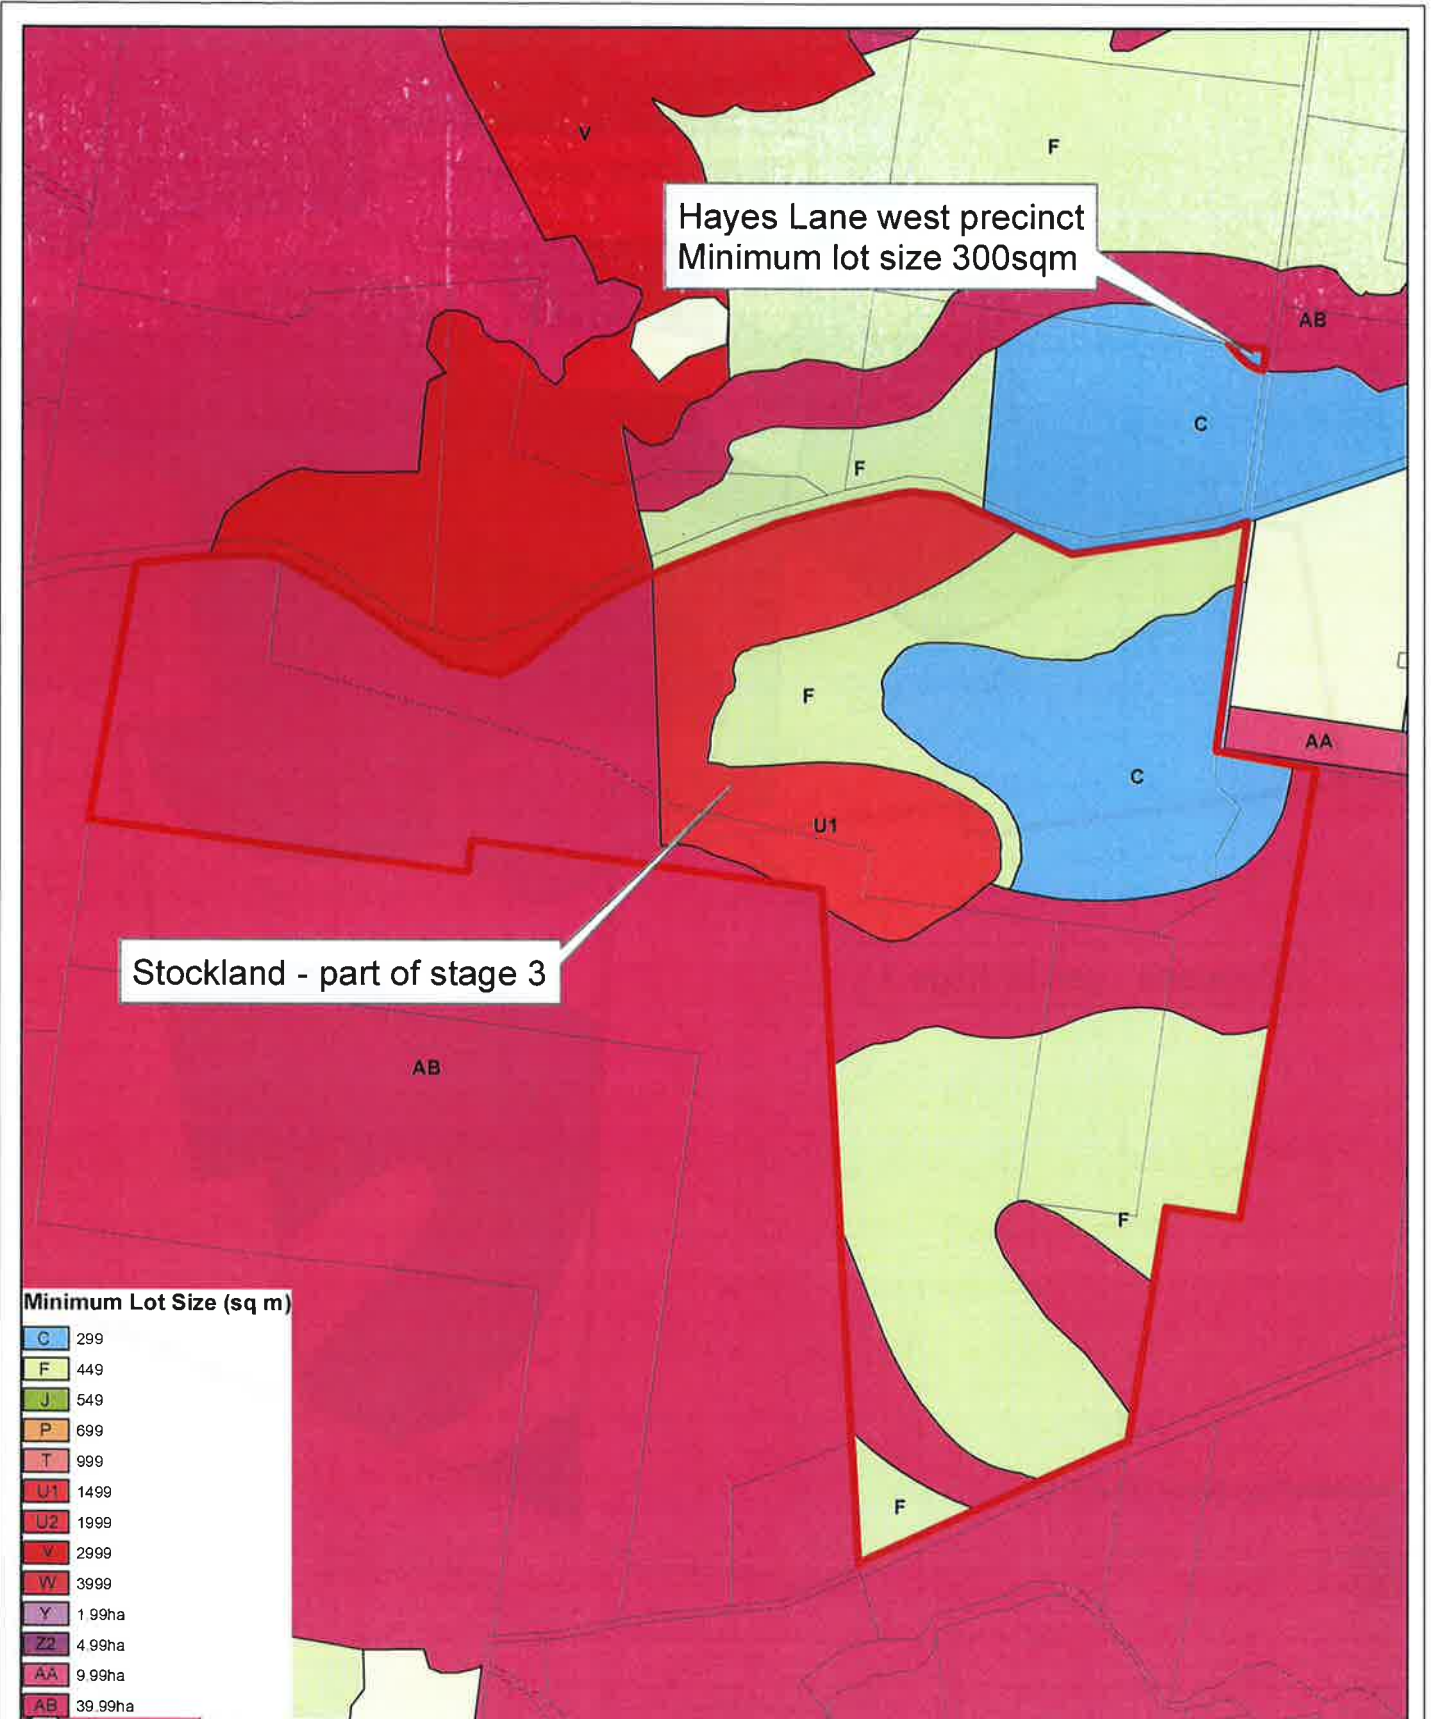 V
F
Hayes Lane west precinct
Minimum lot size 300sqm
AB
C
F
F
AA
C
U1
Stockland - part of stage 3
AB
F
F
Minimum Lot Size (sq m)
C 299
F 449
J 549
P 699
T 999
U1 1499
U2 1999
V 2999
W 3999
Y 1.99ha
Z2 4.99ha
AA 9.99ha
AB 39.99ha